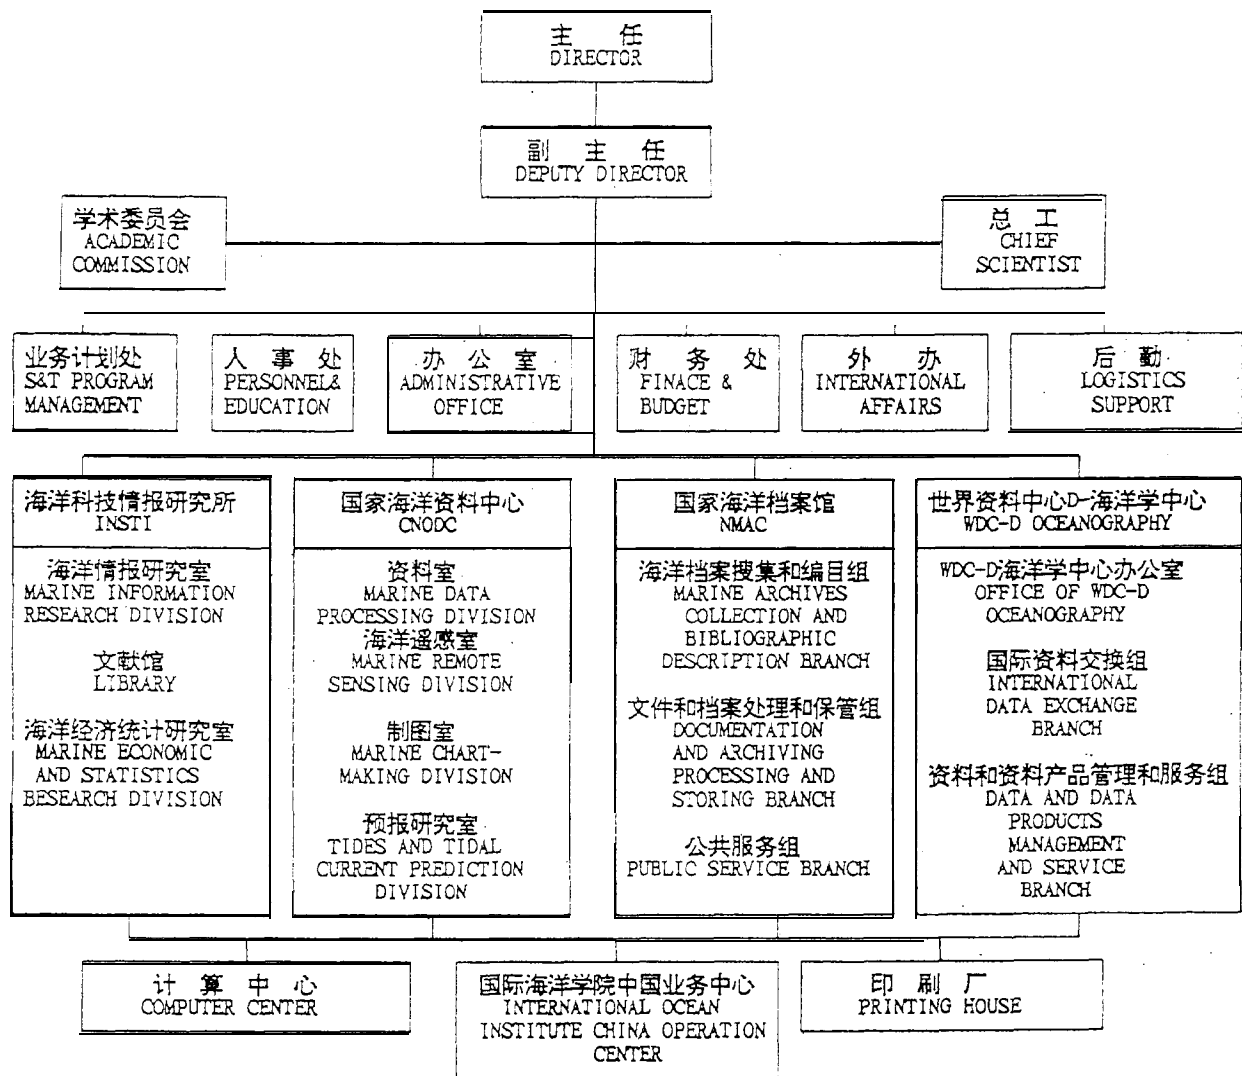 主 任
DIRECTOR
副 主 任
DEPUTY DIRECTOR
学术委员会
ACADEMIC
COMMISSION
总 工
CHIEF
SCIENTIST
业务计划处
S&T PROGRAM
MANAGEMENT
人 事 处
PERSONNEL&
EDUCATION
办 公 室
ADMINISTRATIVE
OFFICE
财 务 处
FINACE &
BUDGET
外 办
INTERNATIONAL
AFFAIRS
后 勤
LOGISTICS
SUPPORT
海洋科技情报研究所
INSTI
海洋情报研究室
MARINE INFORMATION
RESEARCH DIVISION
文献馆
LIBRARY
海洋经济统计研究室
MARINE ECONOMIC
AND STATISTICS
BESEARCH DIVISION
国家海洋资料中心
CNODC
资料室
MARINE DATA
PROCESSING DIVISION
海洋遥感室
MARINE REMOTE
SENSING DIVISION
制图室
MARINE CHART-
MAKING DIVISION
预报研究室
TIDES AND TIDAL
CURRENT PREDICTION
DIVISION
国家海洋档案馆
NMAC
海洋档案搜集和编目组
MARINE ARCHIVES
COLLECTION AND
BIBLIOGRAPHIC
DESCRIPTION BRANCH
文件和档案处理和保管组
DOCUMENTATION
AND ARCHIVING
PROCESSING AND
STORING BRANCH
公共服务组
PUBLIC SERVICE BRANCH
世界资料中心D-海洋学中心
WDC-D OCEANOGRAPHY
WDC-D海洋学中心办公室
OFFICE OF WDC-D
OCEANOGRAPHY
国际资料交换组
INTERNATIONAL
DATA EXCHANGE
BRANCH
资料和资料产品管理和服务组
DATA AND DATA
PRODUCTS
MANAGEMENT
AND SERVICE
BRANCH
计 算 中 心
COMPUTER CENTER
国际海洋学院中国业务中心
INTERNATIONAL OCEAN
INSTITUTE CHINA OPERATION
CENTER
印 刷 厂
PRINTING HOUSE